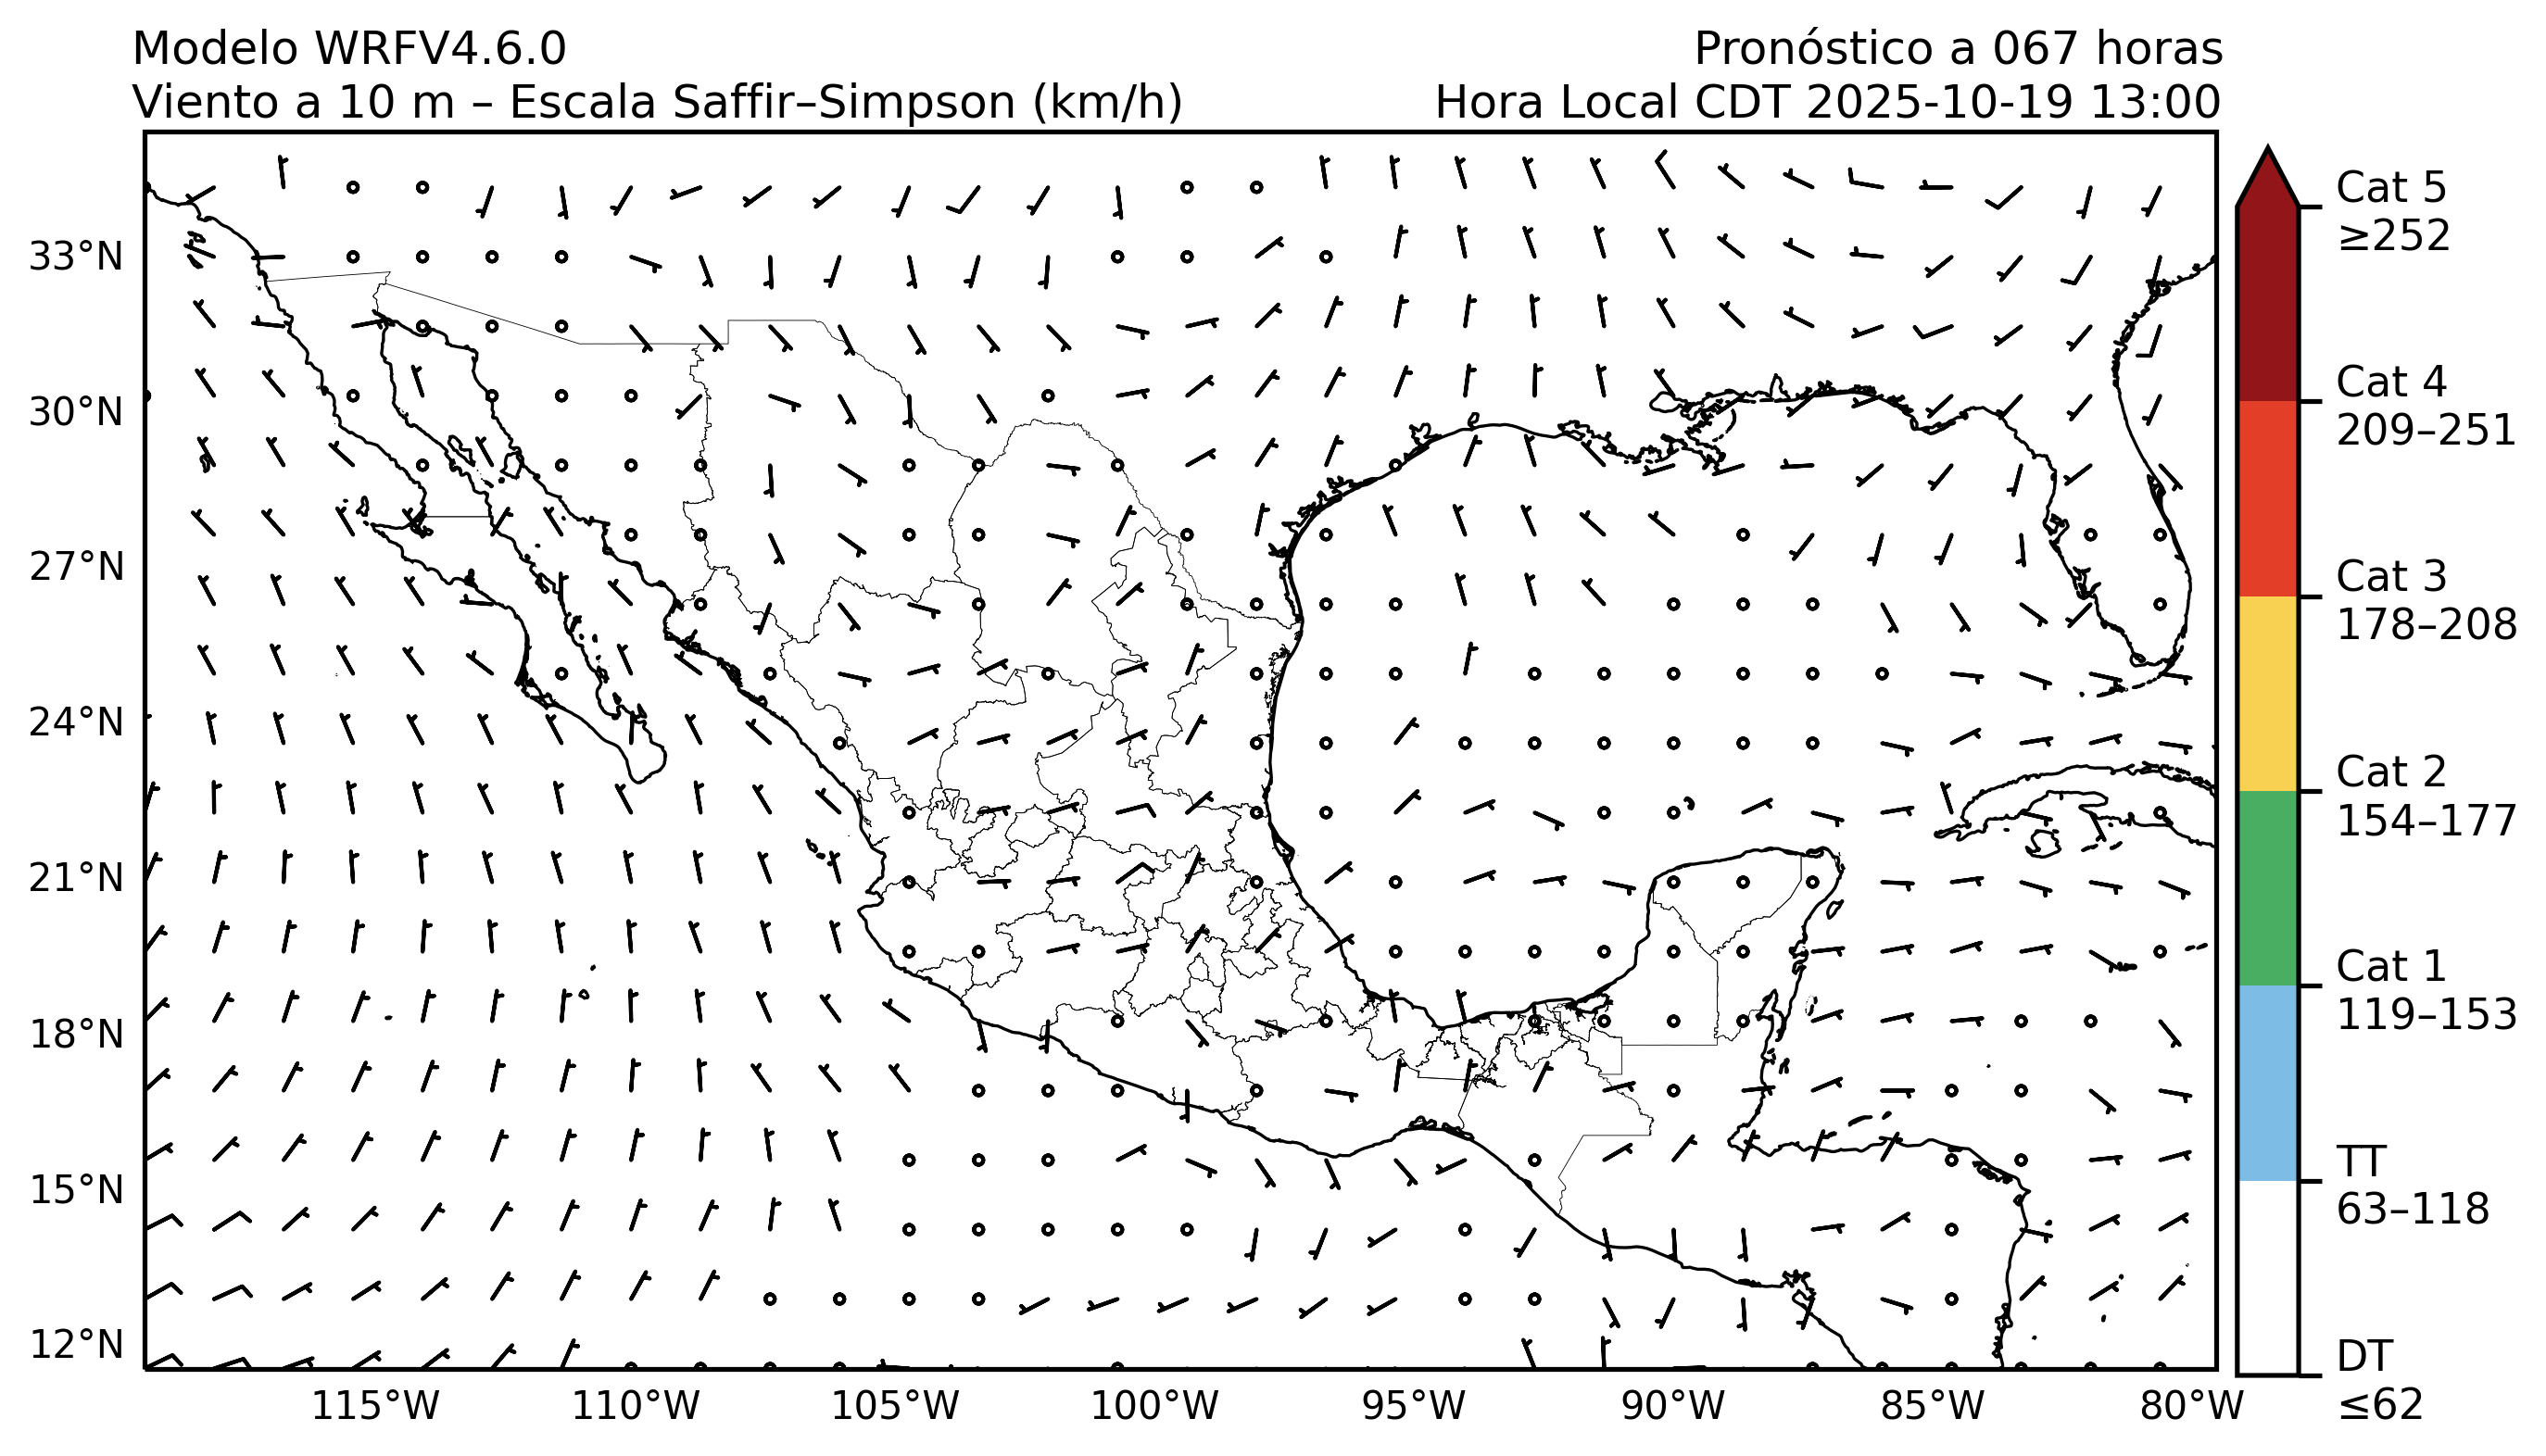 Modelo WRFV4.6.0
Pronóstico a 067 horas
Viento a 10 m – Escala Saffir–Simpson (km/h)
Hora Local CDT 2025-10-19 13:00
33°N
30°N
27°N
24°N
21°N
18°N
15°N
12°N
115°W
110°W
105°W
100°W
95°W
90°W
85°W
80°W
Cat 5
≥252
Cat 4
209–251
Cat 3
178–208
Cat 2
154–177
Cat 1
119–153
TT
63–118
DT
≤62